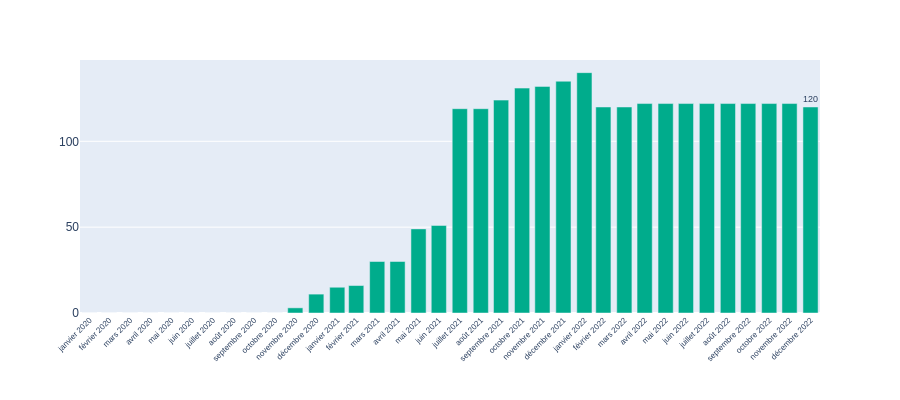 120
100
50
0
janvier 2020
février 2020
mars 2020
avril 2020
mai 2020
juin 2020
juillet 2020
août 2020
septembre 2020
octobre 2020
novembre 2020
décembre 2020
janvier 2021
février 2021
mars 2021
avril 2021
mai 2021
juin 2021
juillet 2021
août 2021
septembre 2021
octobre 2021
novembre 2021
décembre 2021
janvier 2022
février 2022
mars 2022
avril 2022
mai 2022
juin 2022
juillet 2022
août 2022
septembre 2022
octobre 2022
novembre 2022
décembre 2022